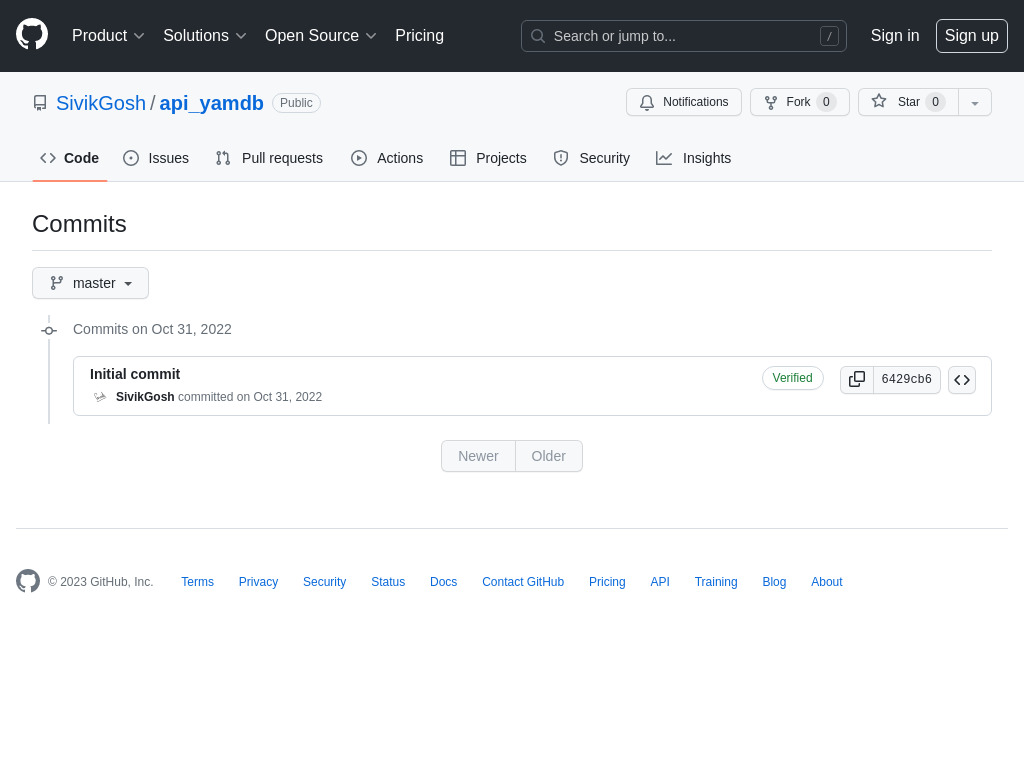 Product Solutions Open Source Pricing Search or jump to... / Sign in Sign up
SivikGosh / api_yamdb Public Notifications Fork 0 Star 0
Code Issues Pull requests Actions Projects Security Insights
Commits
master
Commits on Oct 31, 2022
Initial commit
SivikGosh committed on Oct 31, 2022
Verified 6429cb6
Newer Older
© 2023 GitHub, Inc. Terms Privacy Security Status Docs Contact GitHub Pricing API Training Blog About